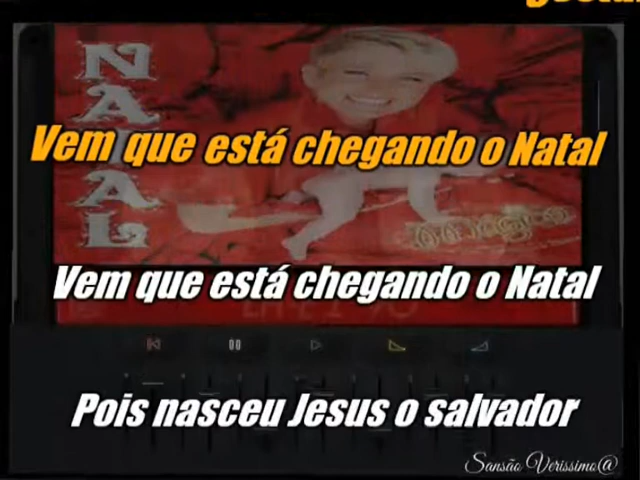 NATAL
Vem que está chegando o Natal
Vem que está chegando o Natal
Pois nasceu Jesus o salvador
Sansão Verissimo@